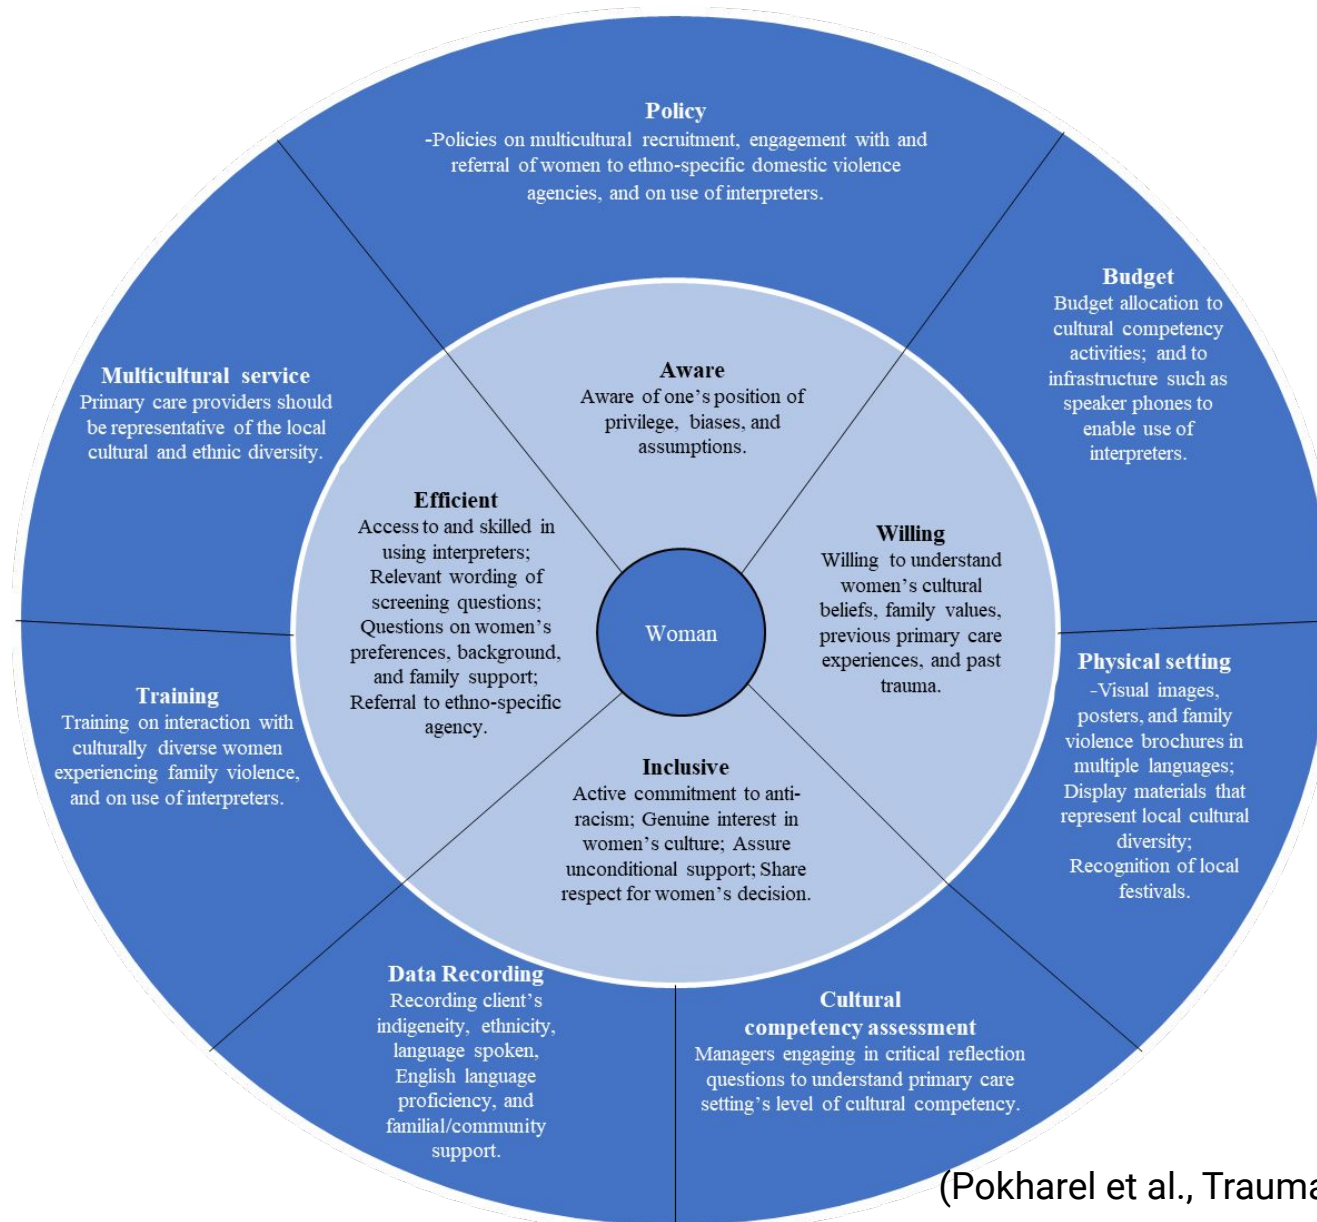 Policy
-Policies on multicultural recruitment, engagement with and
referral of women to ethno-specific domestic violence
agencies, and on use of interpreters.
Budget
Budget allocation to
cultural competency
activities; and to
infrastructure such as
speaker phones to
enable use of
interpreters.
Multicultural service
Primary care providers should
be representative of the local
cultural and ethnic diversity.
Aware
Aware of one's position of
privilege, biases, and
assumptions.
Efficient
Access to and skilled in
using interpreters;
Relevant wording of
screening questions;
Questions on women's
preferences, background,
and family support;
Referral to ethno-specific
agency.
Woman
Willing
Willing to understand
women's cultural
beliefs, family values,
previous primary care
experiences, and past
trauma.
Inclusive
Active commitment to anti-
racism; Genuine interest in
women's culture; Assure
unconditional support; Share
respect for women's decision.
Physical setting
-Visual images,
posters, and family
violence brochures in
multiple languages;
Display materials that
represent local cultural
diversity;
Recognition of local
festivals.
Training
Training on interaction with
culturally diverse women
experiencing family violence,
and on use of interpreters.
Data Recording
Recording client's
indigeneity, ethnicity,
language spoken,
English language
proficiency, and
familial/community
support.
Cultural
competency assessment
Managers engaging in critical reflection
questions to understand primary care
setting's level of cultural competency.
(Pokharel et al., Trauma